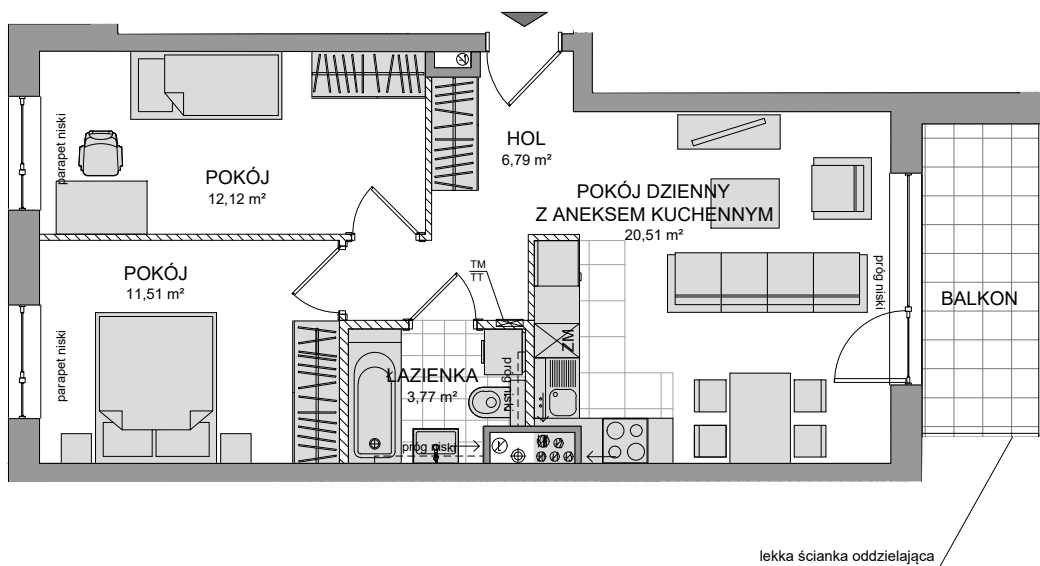 parapet niski
POKÓJ
12,12 m²
HOL
6,79 m²
POKÓJ DZIENNY
Z ANEKSEM KUCHENNYM
20,51 m²
POKÓJ
11,51 m²
parapet niski
TM
TT
ZM
próg niski
BALKON
ŁAZIENKA
3,77 m²
próg niski
próg niski
lekka ścianka oddzielająca